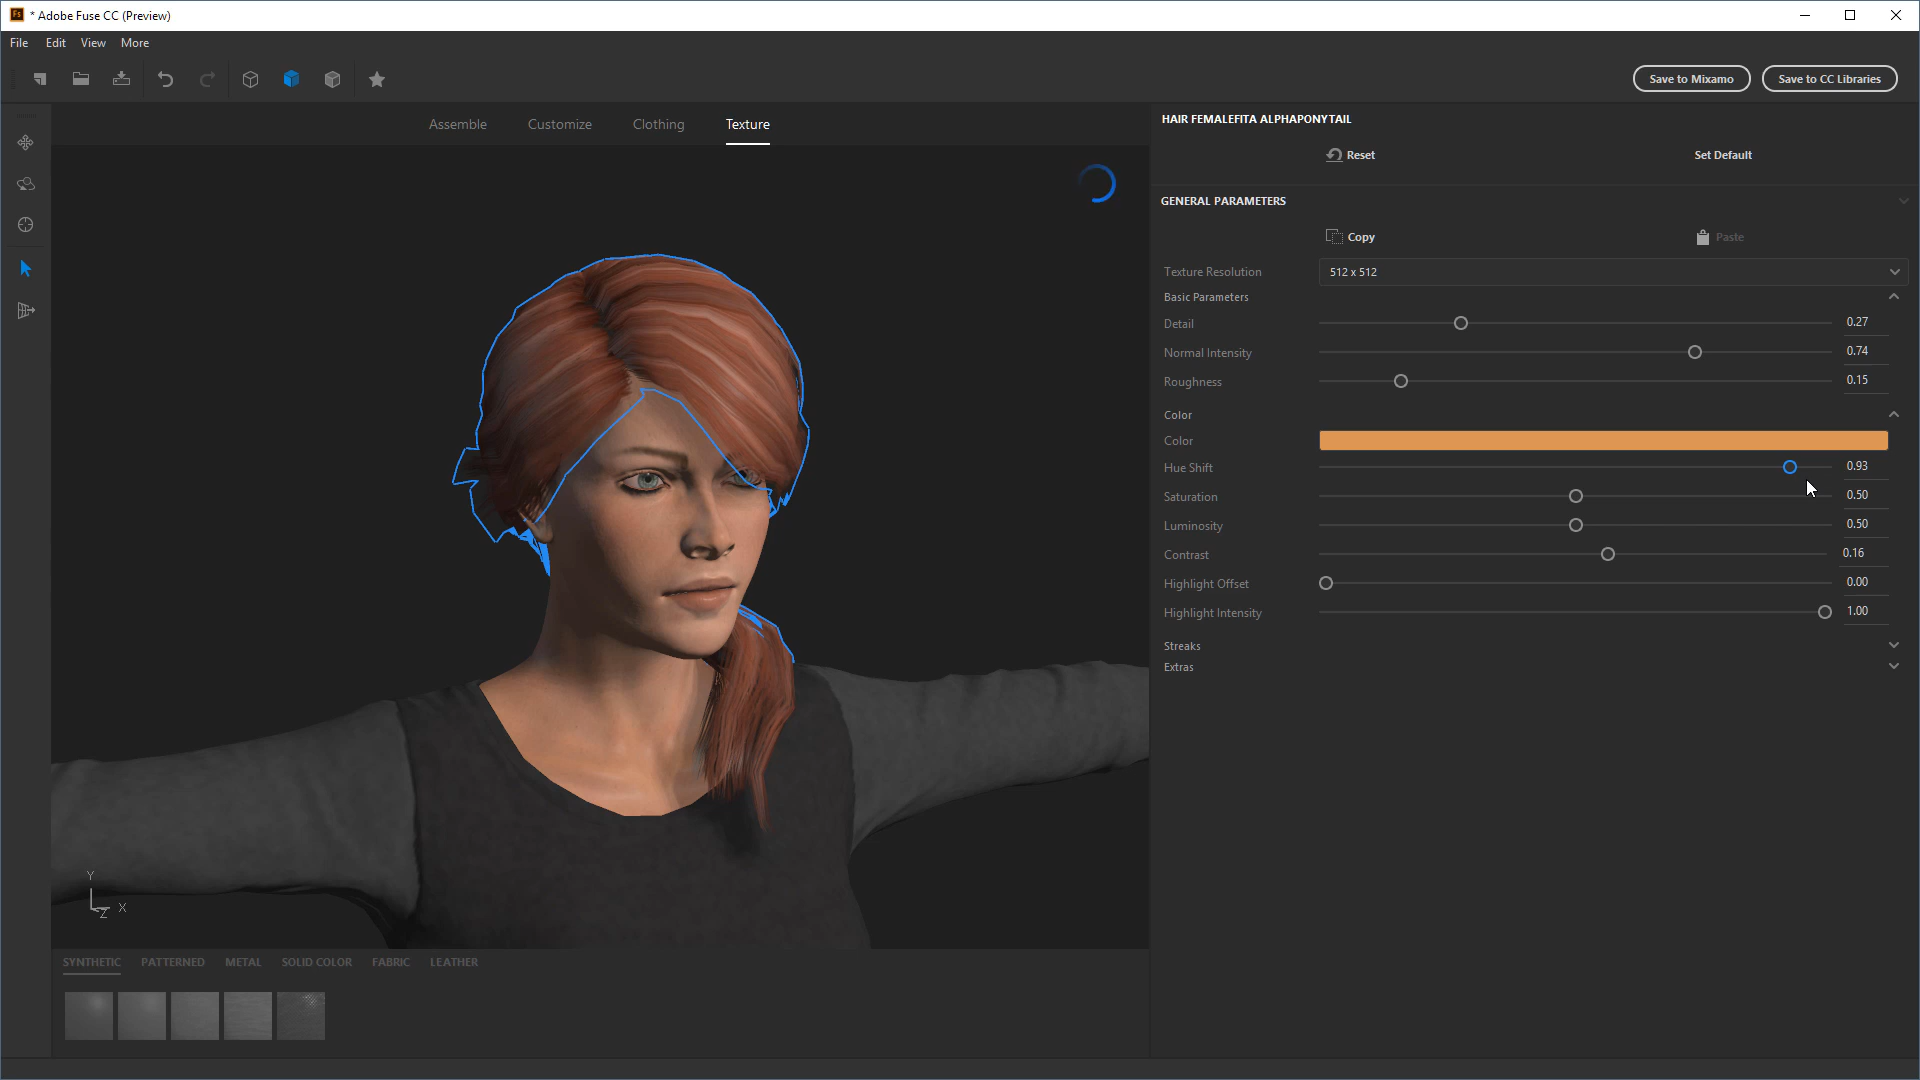 Fs * Adobe Fuse CC (Preview)
File Edit View More
Save to Mixamo Save to CC Libraries
Assemble Customize Clothing Texture
HAIR FEMALEFITA ALPHAPONYTAIL
Reset Set Default
GENERAL PARAMETERS
Copy Paste
Texture Resolution 512 x 512
Basic Parameters
Detail 0.27
Normal Intensity 0.74
Roughness 0.15
Color
Color
Hue Shift 0.93
Saturation 0.50
Luminosity 0.50
Contrast 0.16
Highlight Offset 0.00
Highlight Intensity 1.00
Streaks
Extras
Y
Z X
SYNTHETIC PATTERNED METAL SOLID COLOR FABRIC LEATHER